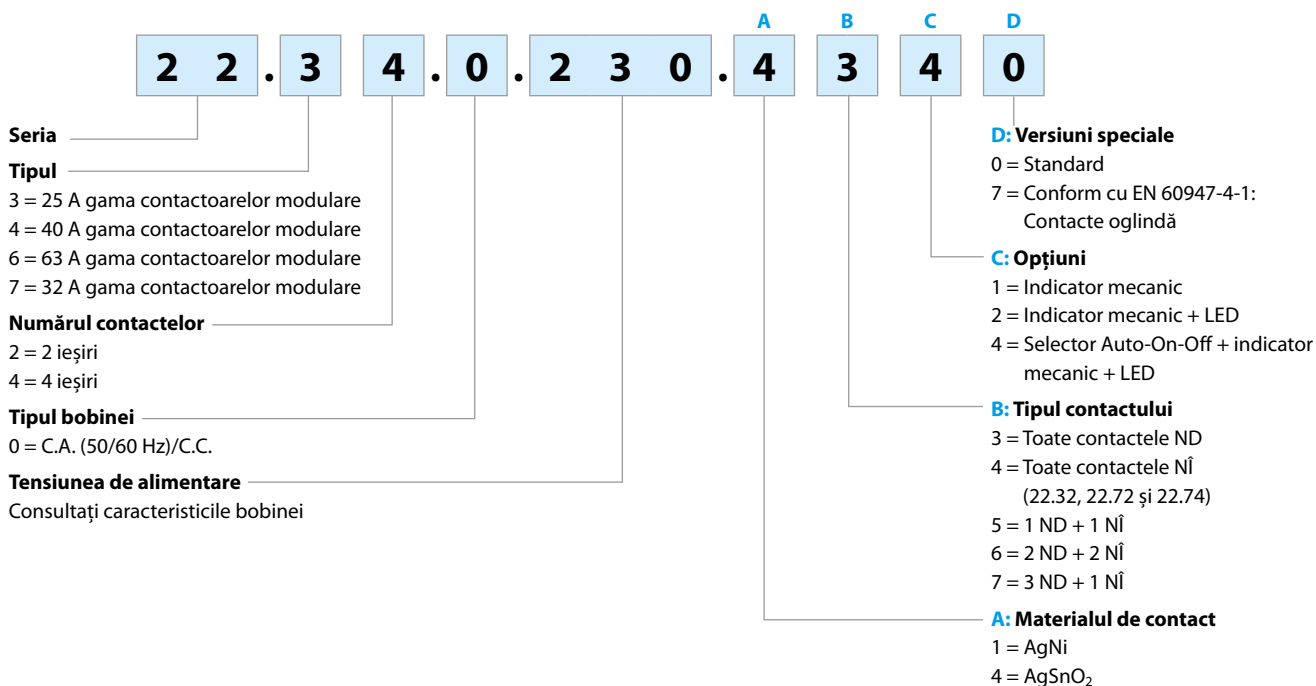 A B C D
2 2 . 3 4 . 0 . 2 3 0 . 4 3 4 0
Seria
Tipul
3 = 25 A gama contactoarelor modulare
4 = 40 A gama contactoarelor modulare
6 = 63 A gama contactoarelor modulare
7 = 32 A gama contactoarelor modulare
Numărul contactelor
2 = 2 ieșiri
4 = 4 ieșiri
Tipul bobinei
0 = C.A. (50/60 Hz)/C.C.
Tensiunea de alimentare
Consultați caracteristicile bobinei
D: Versiuni speciale
0 = Standard
7 = Conform cu EN 60947-4-1:
Contacte oglindă
C: Opțiuni
1 = Indicator mecanic
2 = Indicator mecanic + LED
4 = Selector Auto-On-Off + indicator
mecanic + LED
B: Tipul contactului
3 = Toate contactele ND
4 = Toate contactele NÎ
(22.32, 22.72 și 22.74)
5 = 1 ND + 1 NÎ
6 = 2 ND + 2 NÎ
7 = 3 ND + 1 NÎ
A: Materialul de contact
1 = AgNi
4 = AgSnO₂